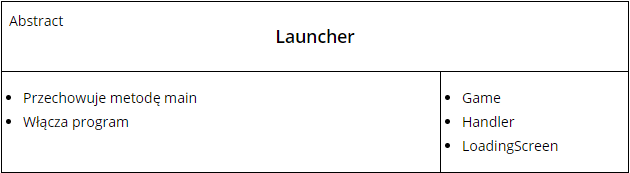 Abstract
Launcher
Przechowuje metodę main
Włącza program
Game
Handler
LoadingScreen